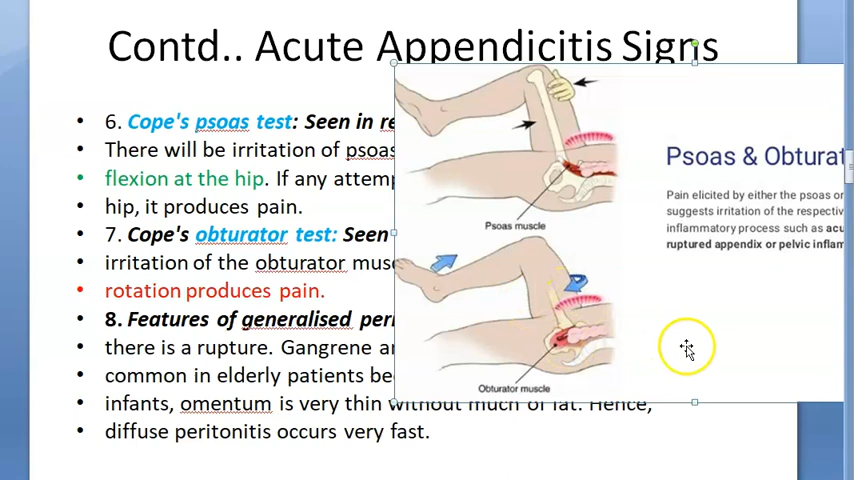 Contd.. Acute Appendicitis Signs
• 6. Cope's psoas test: Seen in re
• There will be irritation of psoas
• flexion at the hip. If any attem
• hip, it produces pain.
• 7. Cope's obturator test: Seen
• irritation of the obturator mus
• rotation produces pain.
• 8. Features of generalised peri
• there is a rupture. Gangrene a
• common in elderly patients be
• infants, omentum is very thin without much of fat. Hence,
• diffuse peritonitis occurs very fast.
Psoas muscle
Obturator muscle
Psoas & Obturat
Pain elicited by either the psoas or
suggests irritation of the respectiv
inflammatory process such as acu
ruptured appendix or pelvic inflam